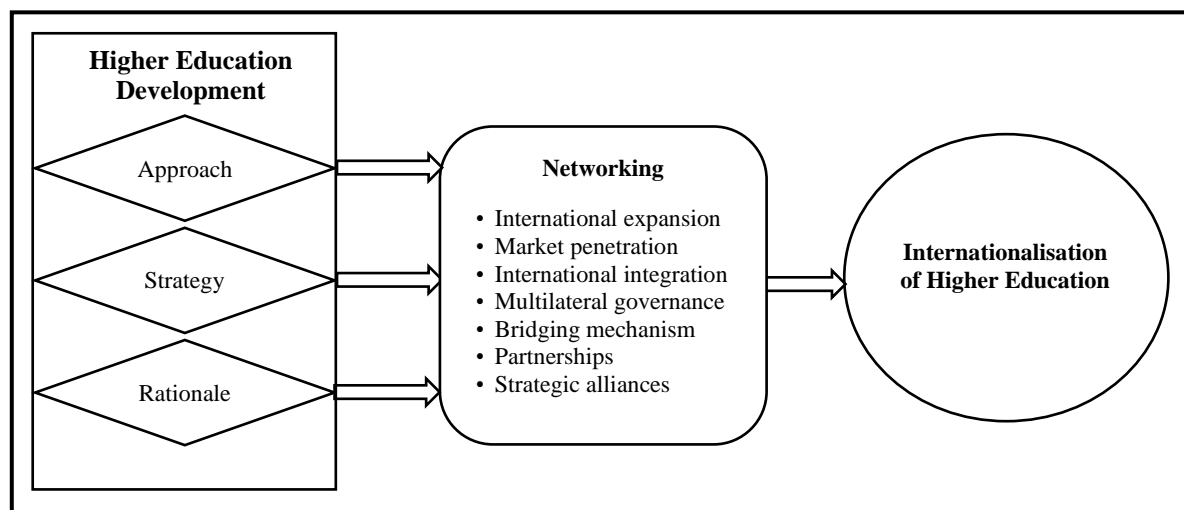 Higher Education
Development
Approach
Strategy
Rationale
Networking
• International expansion
• Market penetration
• International integration
• Multilateral governance
• Bridging mechanism
• Partnerships
• Strategic alliances
Internationalisation
of Higher Education